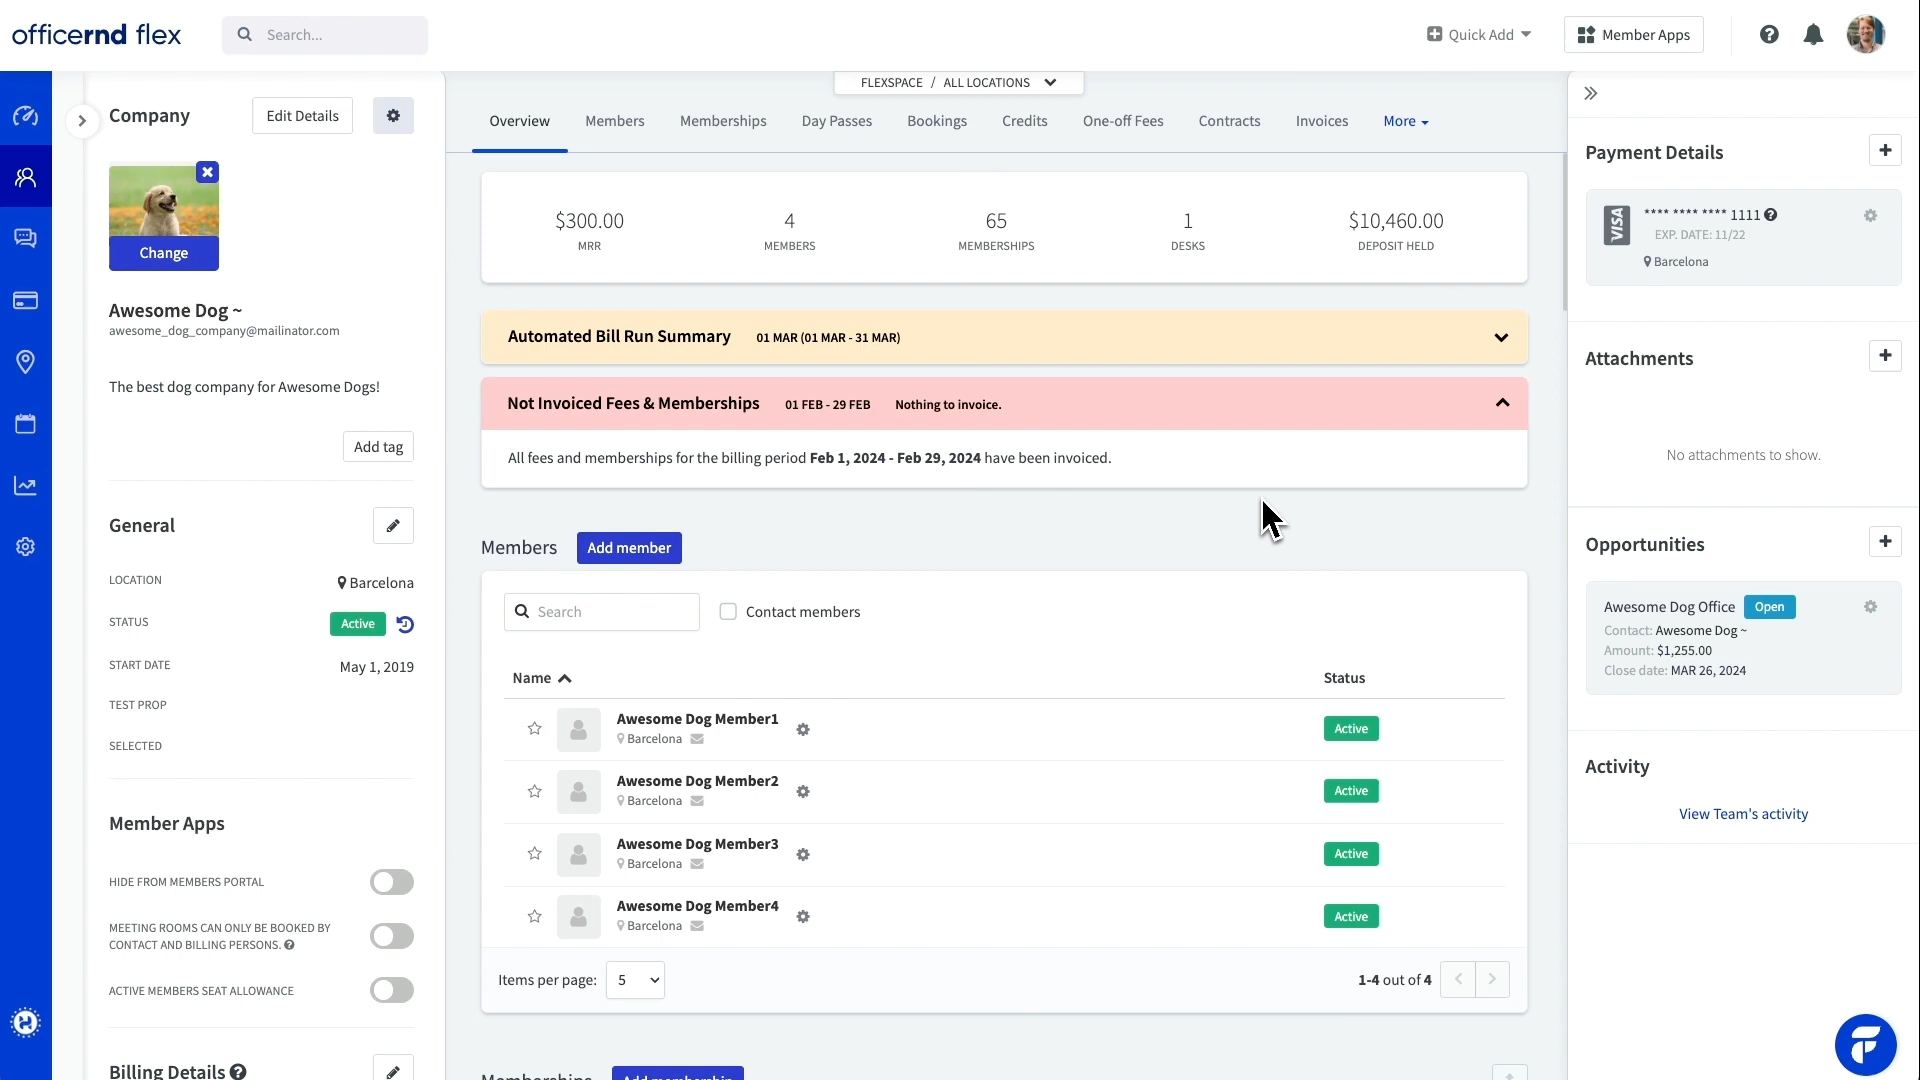 officernd flex
Search...
Quick Add
Member Apps
FLEXSPACE / ALL LOCATIONS
Company
Edit Details
Change
Awesome Dog ~
awesome_dog_company@mailinator.com
The best dog company for Awesome Dogs!
Add tag
General
LOCATION
Barcelona
STATUS
Active
START DATE
May 1, 2019
TEST PROP
SELECTED
Member Apps
HIDE FROM MEMBERS PORTAL
MEETING ROOMS CAN ONLY BE BOOKED BY
CONTACT AND BILLING PERSONS.
ACTIVE MEMBERS SEAT ALLOWANCE
Billing Details
Overview
Members
Memberships
Day Passes
Bookings
Credits
One-off Fees
Contracts
Invoices
More
$300.00
MRR
4
MEMBERS
65
MEMBERSHIPS
1
DESKS
$10,460.00
DEPOSIT HELD
Automated Bill Run Summary 01 MAR (01 MAR - 31 MAR)
Not Invoiced Fees & Memberships 01 FEB - 29 FEB Nothing to invoice.
All fees and memberships for the billing period Feb 1, 2024 - Feb 29, 2024 have been invoiced.
Members
Add member
Search
Contact members
Name
Status
Awesome Dog Member1
Barcelona
Active
Awesome Dog Member2
Barcelona
Active
Awesome Dog Member3
Barcelona
Active
Awesome Dog Member4
Barcelona
Active
Items per page: 5
1-4 out of 4
Memberships
Add membership
Payment Details
VISA
**** **** **** 1111
EXP. DATE: 11/22
Barcelona
Attachments
No attachments to show.
Opportunities
Awesome Dog Office
Open
Contact: Awesome Dog ~
Amount: $1,255.00
Close date: MAR 26, 2024
Activity
View Team's activity